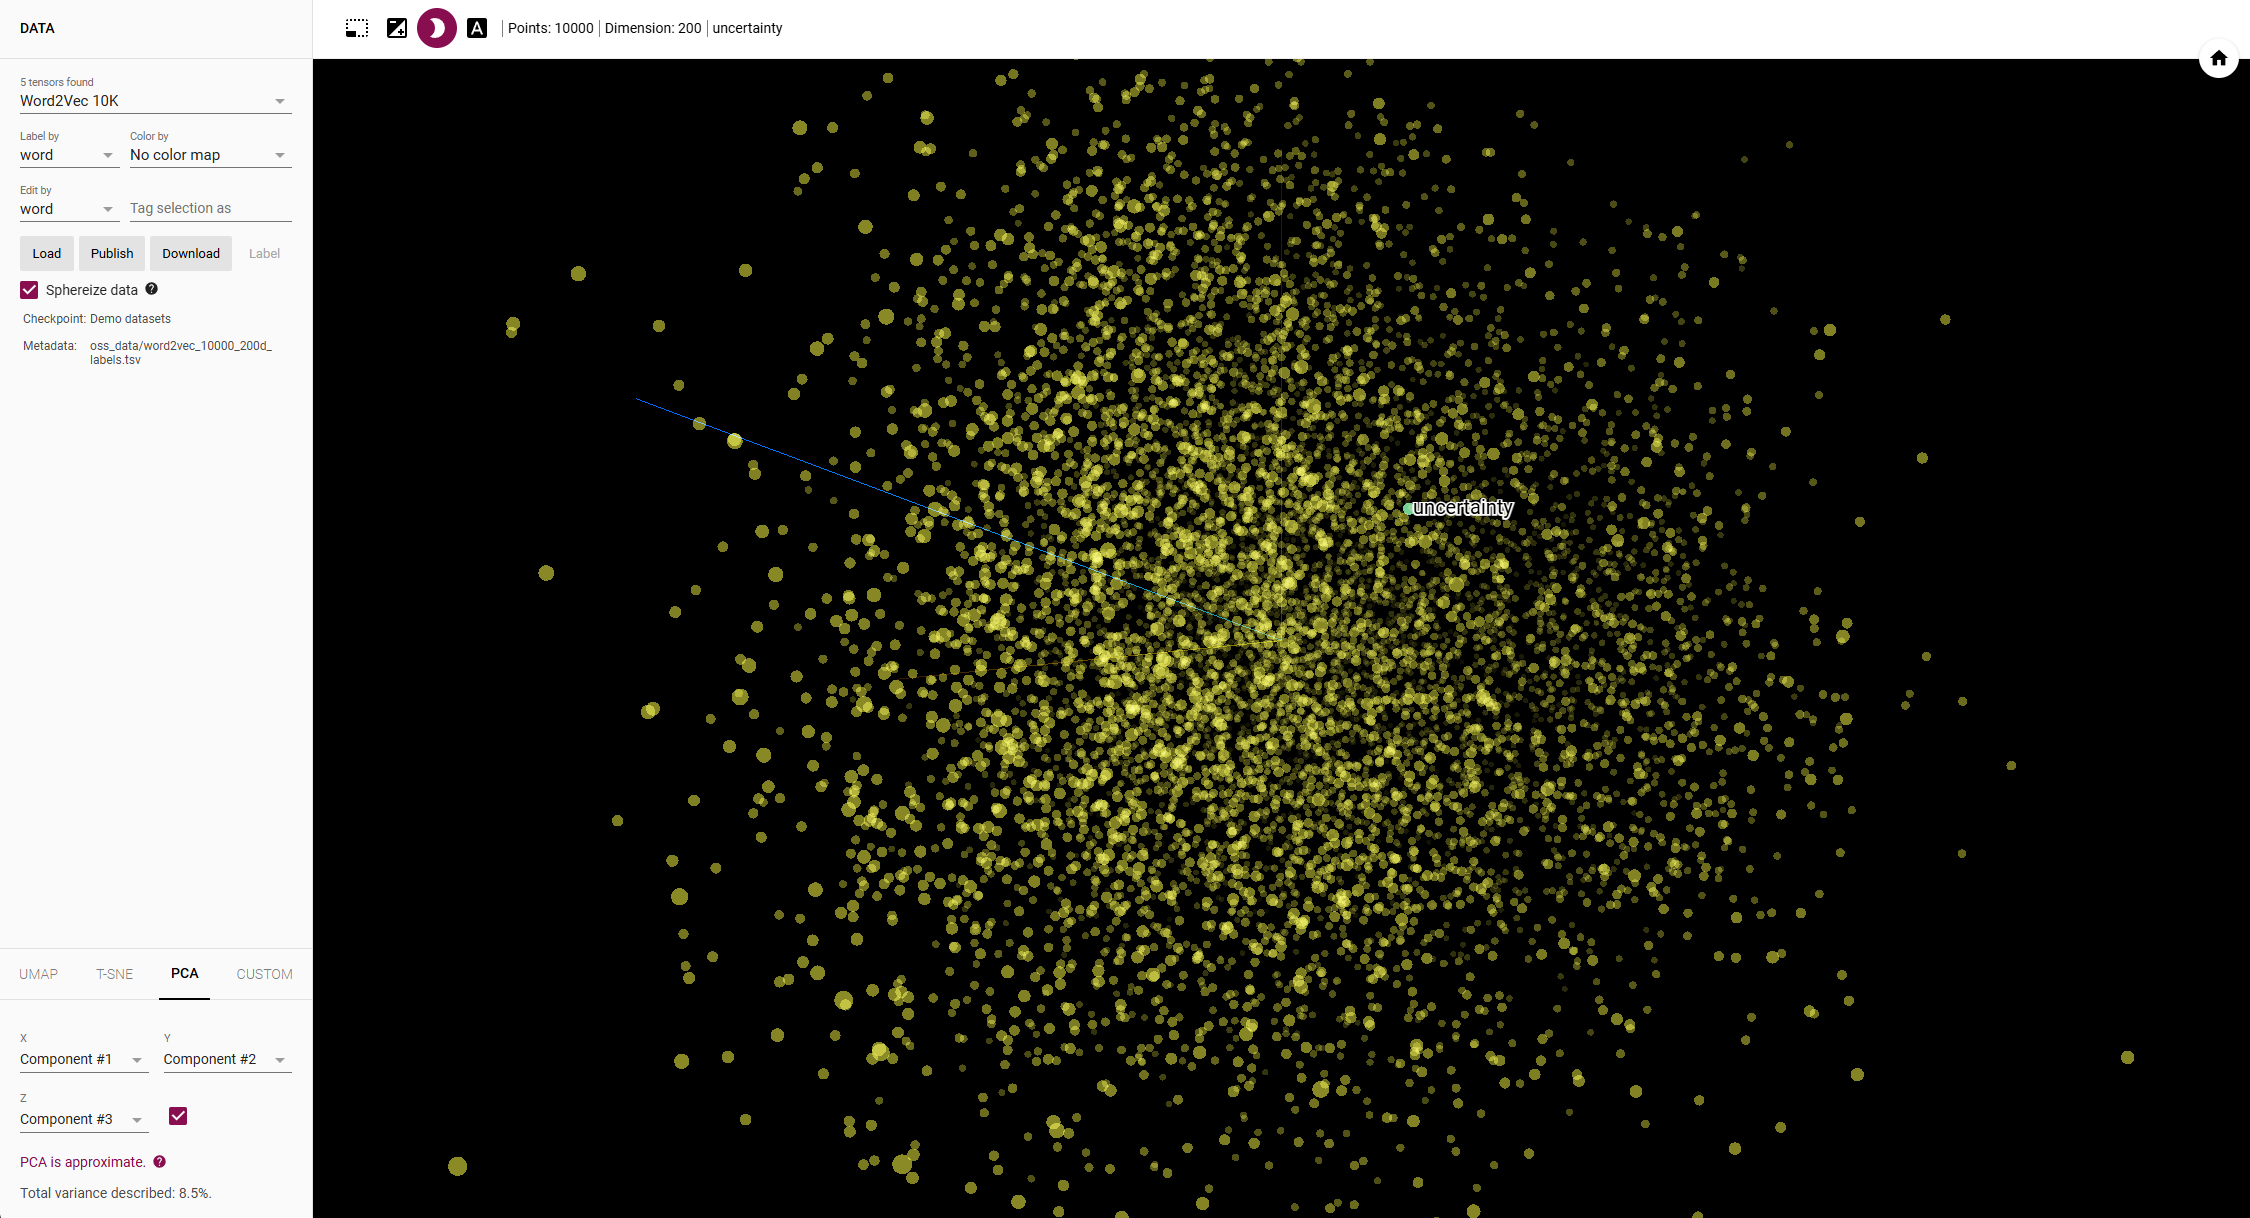 DATA
A
Points: 10000 | Dimension: 200 | uncertainty
5 tensors found
Word2Vec 10K
Label by Color by
word No color map
Edit by
word Tag selection as
Load Publish Download Label
Sphereize data ?
Checkpoint: Demo datasets
Metadata: oss_data/word2vec_10000_200d_
labels.tsv
uncertainty
UMAP T-SNE PCA CUSTOM
X Y
Component #1 Component #2
Z
Component #3
PCA is approximate. ?
Total variance described: 8.5%.